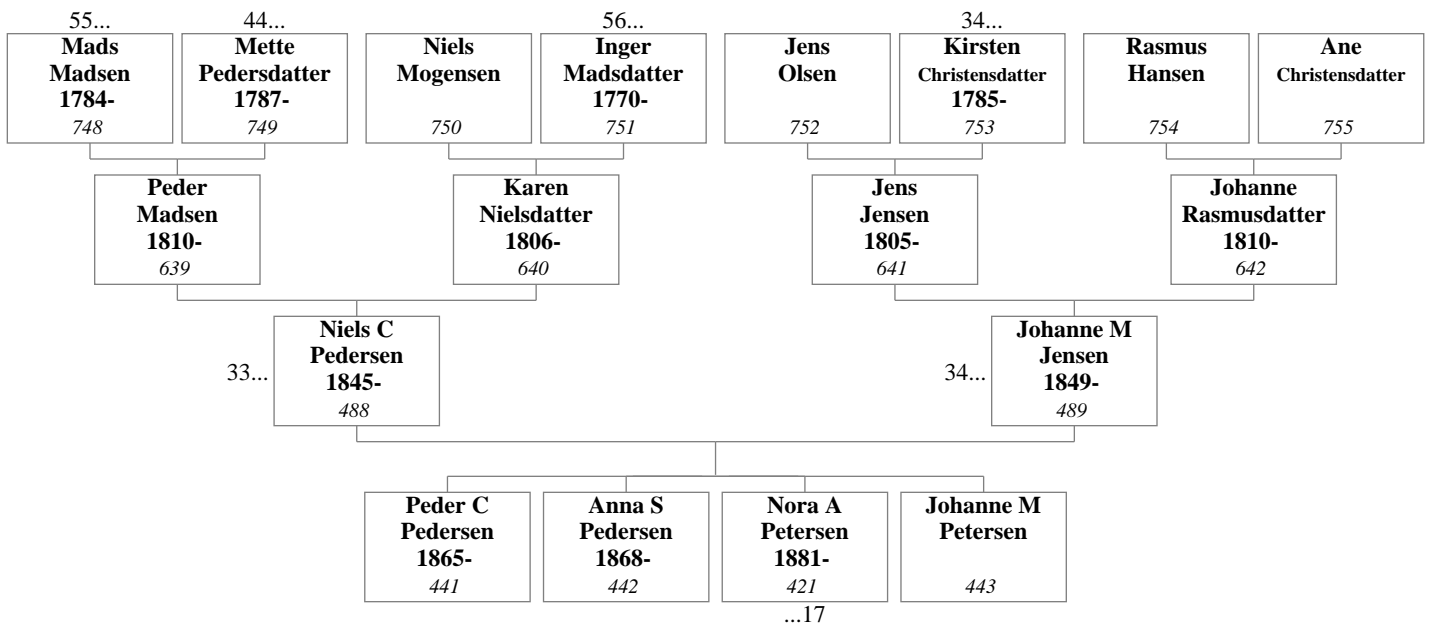 55...
44...
56...
34...
Mads
Madsen
1784-
748
Mette
Pedersdatter
1787-
749
Niels
Mogensen
750
Inger
Madsdatter
1770-
751
Jens
Olsen
752
Kirsten
Christensdatter
1785-
753
Rasmus
Hansen
754
Ane
Christensdatter
755
Peder
Madsen
1810-
639
Karen
Nielsdatter
1806-
640
Jens
Jensen
1805-
641
Johanne
Rasmusdatter
1810-
642
33...
Niels C
Pedersen
1845-
488
34...
Johanne M
Jensen
1849-
489
Peder C
Pedersen
1865-
441
Anna S
Pedersen
1868-
442
Nora A
Petersen
1881-
421
...17
Johanne M
Petersen
443